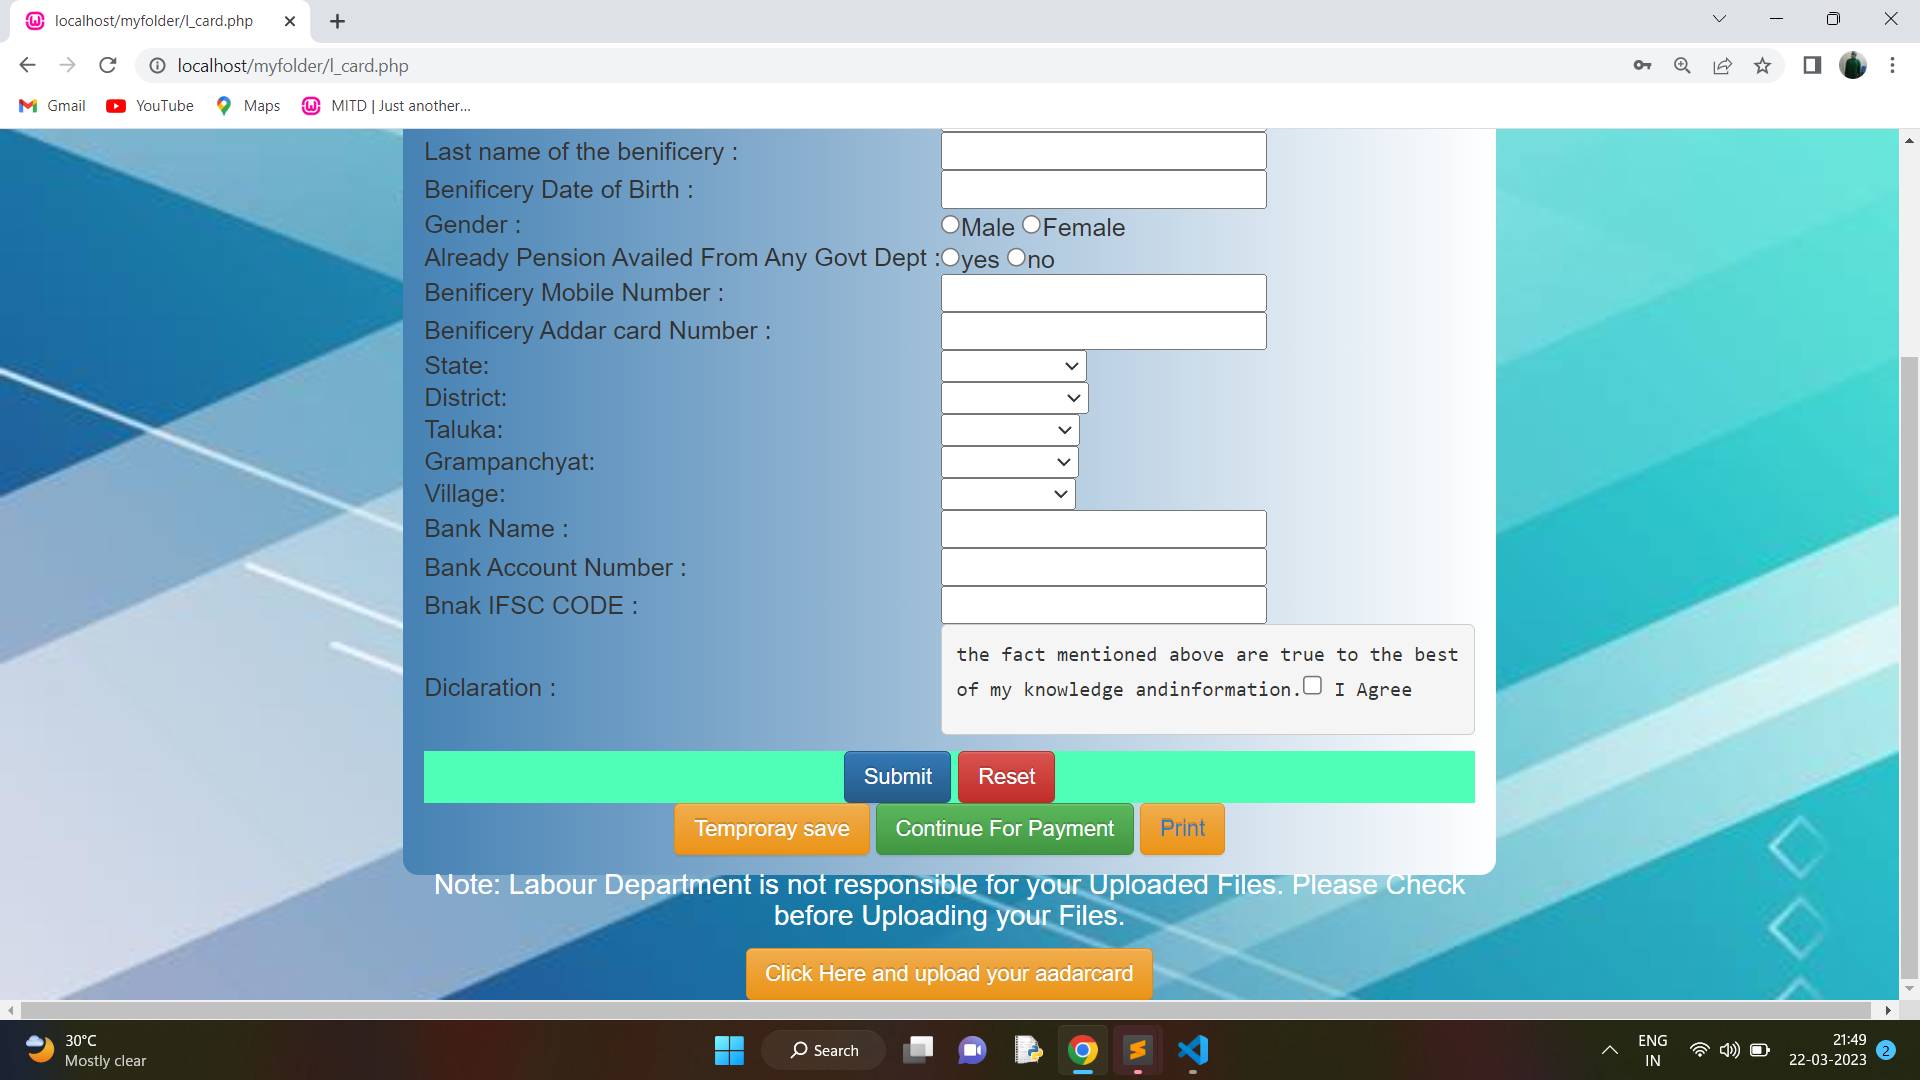 localhost/myfolder/l_card.php
localhost/myfolder/l_card.php
Gmail YouTube Maps MITD | Just another...
Last name of the benificery :
Benificery Date of Birth :
Gender : Male Female
Already Pension Availed From Any Govt Dept : yes no
Benificery Mobile Number :
Benificery Addar card Number :
State:
District:
Taluka:
Grampanchyat:
Village:
Bank Name :
Bank Account Number :
Bnak IFSC CODE :
the fact mentioned above are true to the best
of my knowledge andinformation. I Agree
Diclaration :
Submit Reset
Temproray save Continue For Payment Print
Note: Labour Department is not responsible for your Uploaded Files. Please Check
before Uploading your Files.
Click Here and upload your aadarcard
30°C
Mostly clear
Search
ENG
IN
21:49
22-03-2023
2